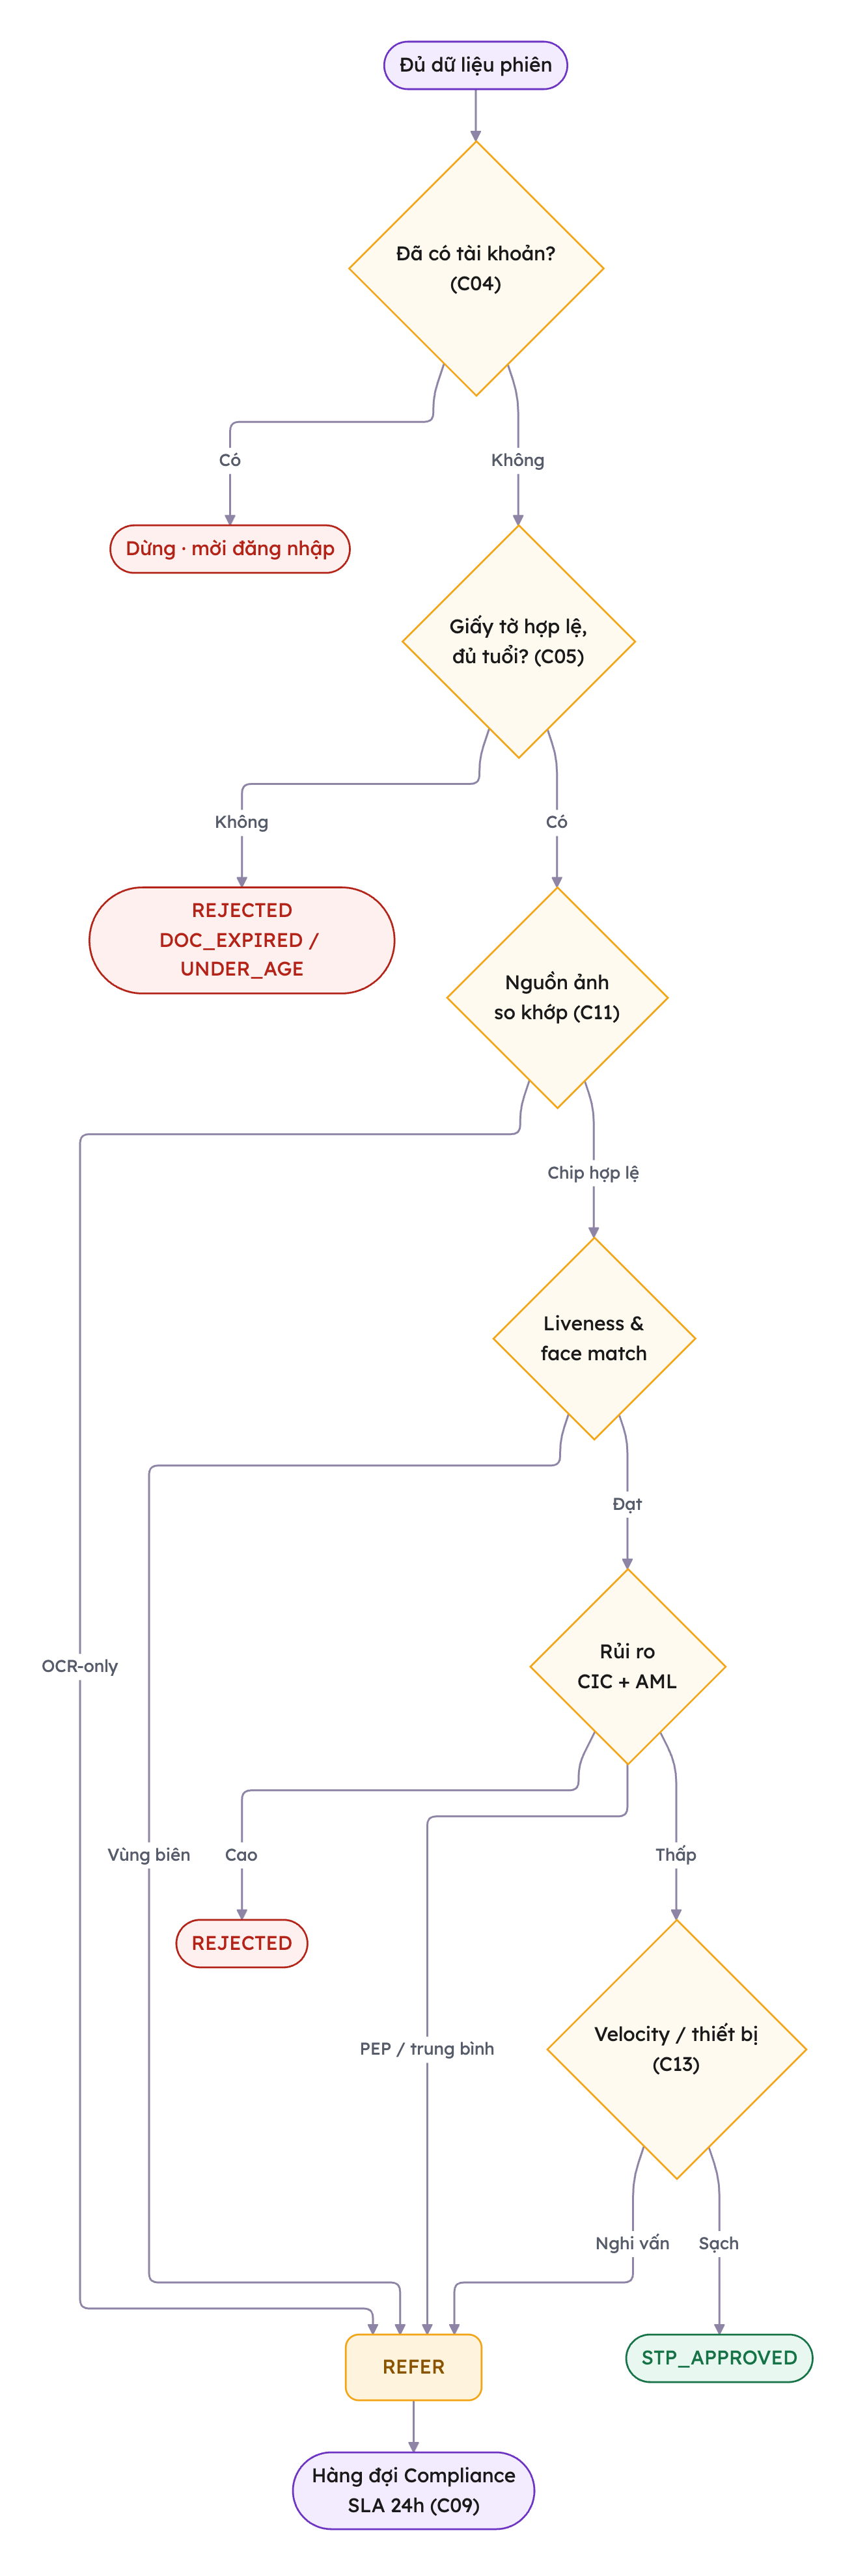 Đủ dữ liệu phiên
Đã có tài khoản?
(C04)
Có
Không
Dừng · mời đăng nhập
Giấy tờ hợp lệ,
đủ tuổi? (C05)
Không
Có
REJECTED
DOC_EXPIRED /
UNDER_AGE
Nguồn ảnh
so khớp (C11)
Chip hợp lệ
Liveness &
face match
Đạt
OCR-only
Rủi ro
CIC + AML
Vùng biên
Cao
Thấp
REJECTED
PEP / trung bình
Velocity / thiết bị
(C13)
Nghi vấn
Sạch
REFER
STP_APPROVED
Hàng đợi Compliance
SLA 24h (C09)